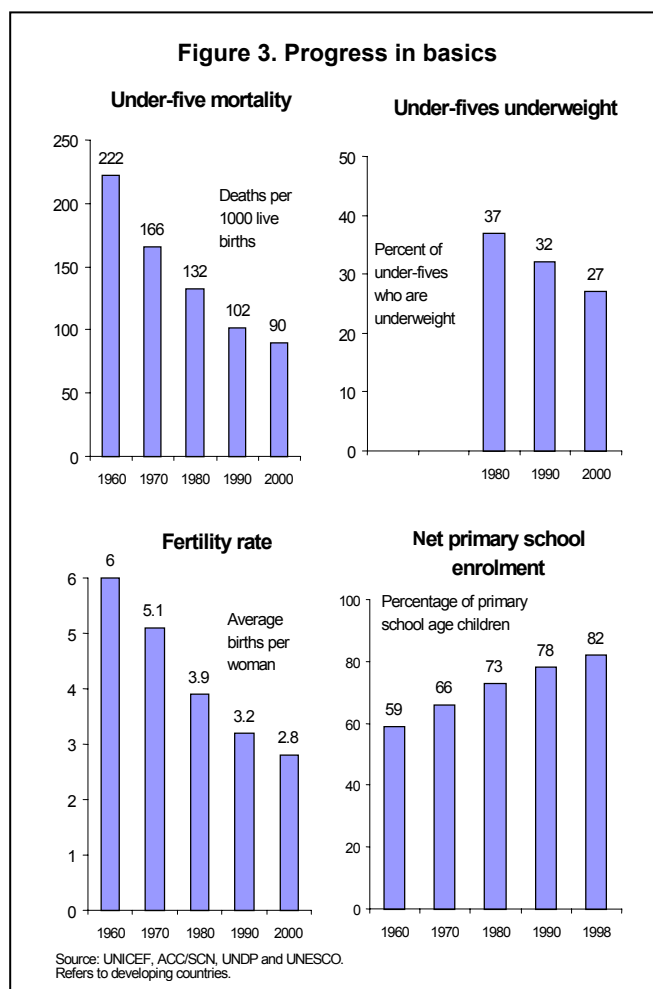 Figure 3. Progress in basics
Under-five mortality
250
200
150
100
50
0
222
166
132
102
90
Deaths per
1000 live
births
1960 1970 1980 1990 2000
Under-fives underweight
50
40
30
20
10
0
37
32
27
Percent of
under-fives
who are
underweight
1980 1990 2000
Fertility rate
6
5
4
3
2
1
0
6
5.1
3.9
3.2
2.8
Average
births per
woman
1960 1970 1980 1990 2000
Net primary school
enrolment
100
80
60
40
20
0
Percentage of primary
school age children
59
66
73
78
82
1960 1970 1980 1990 1998
Source: UNICEF, ACC/SCN, UNDP and UNESCO.
Refers to developing countries.